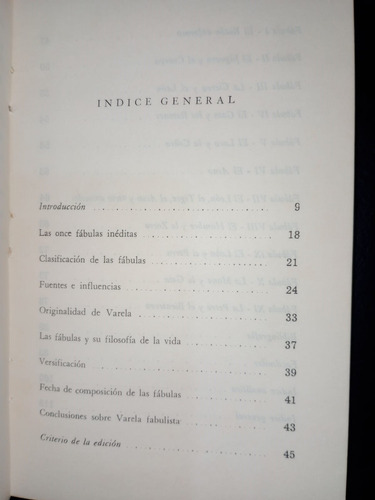 INDICE GENERAL
Introducción . . . . . . . . . . . . . . . . . . . . 9
Las once fábulas inéditas . . . . . . . . . . . . . 18
Clasificación de las fábulas . . . . . . . . . . . . 21
Fuentes e influencias . . . . . . . . . . . . . . . 24
Originalidad de Varela . . . . . . . . . . . . . . 33
Las fábulas y su filosofía de la vida . . . . . . . . 37
Versificación . . . . . . . . . . . . . . . . . . . 39
Fecha de composición de las fábulas . . . . . . . . 41
Conclusiones sobre Varela fabulista . . . . . . . . 43
Criterio de la edición . . . . . . . . . . . . . . . 45